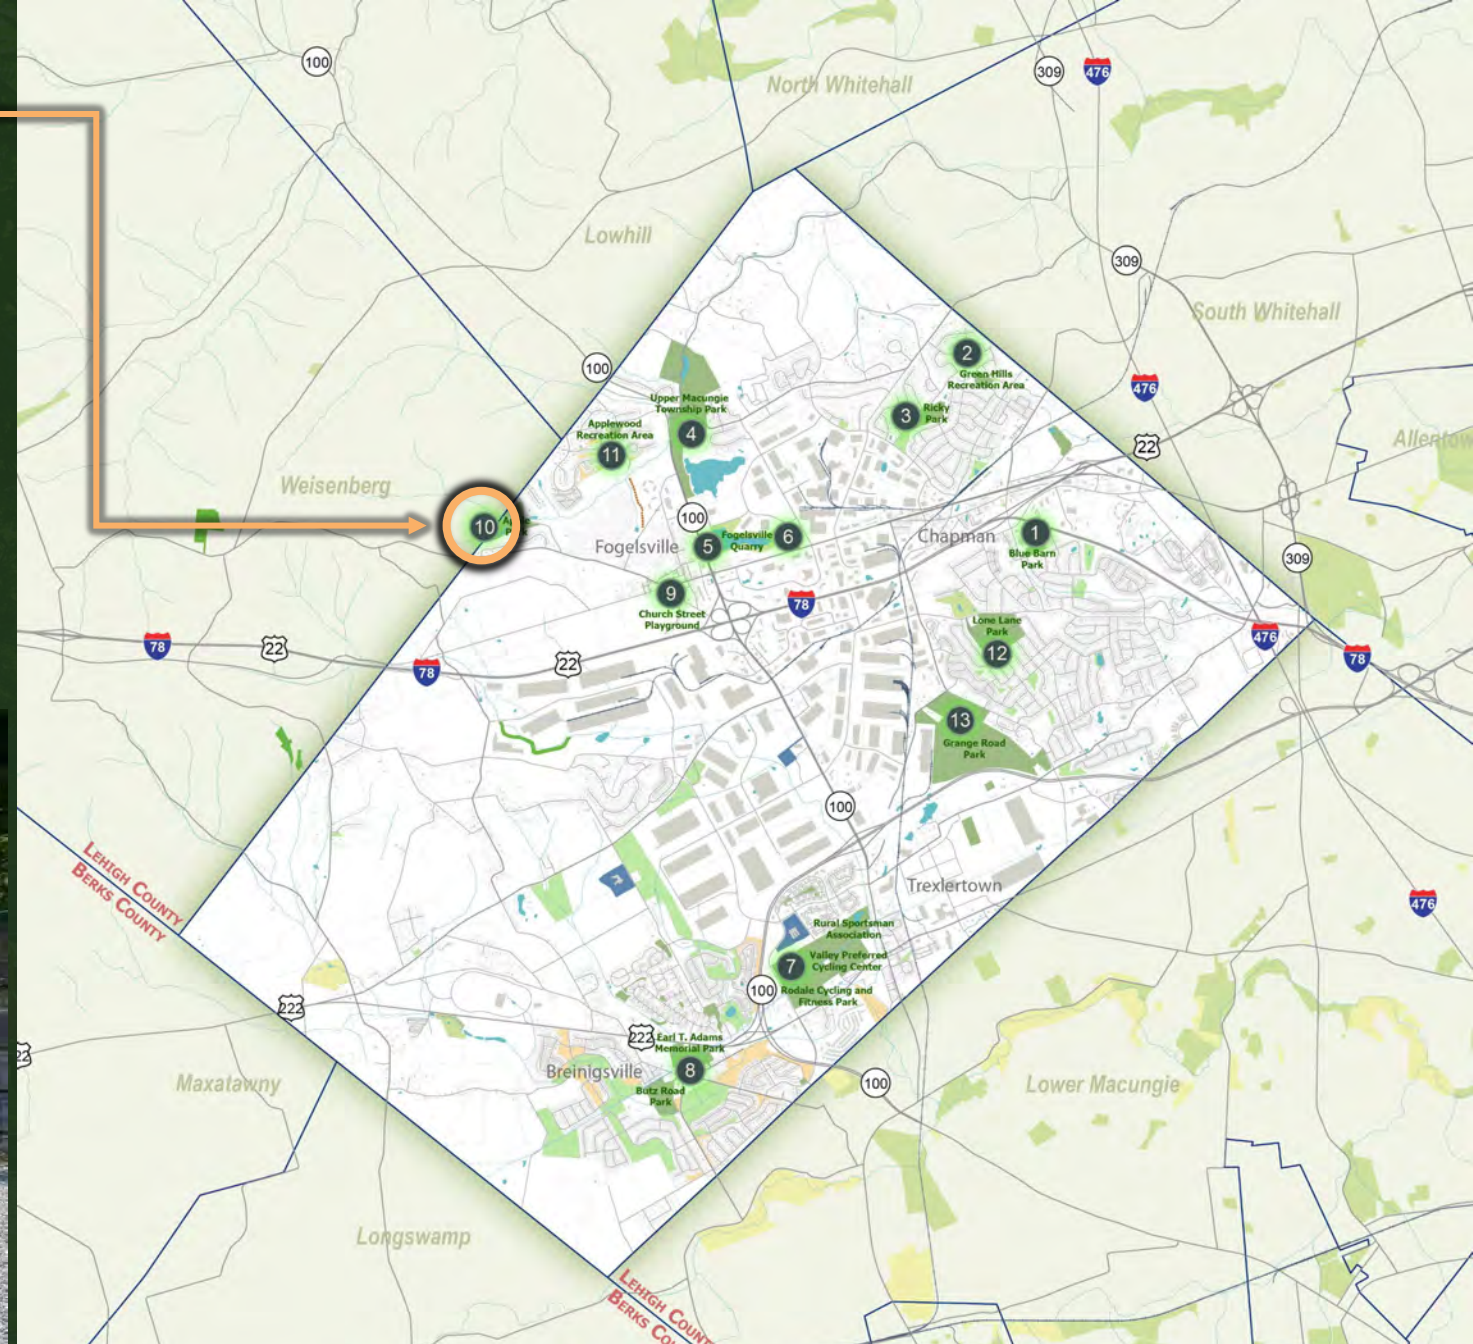 100
North Whitehall
309
476
Lowhill
309
South Whitehall
100
2
Green Hills
Recreation Area
476
3
Ricky
Park
Upper Macungie
Township Park
4
Applewood
Recreation Area
11
22
Weisenberg
10
100
Fogelsville
5
Fogelsville
Quarry
6
Chapman
1
Blue Barn
Park
309
9
Church Street
Playground
78
Lone Lane
Park
12
476
78
22
78
22
78
13
Grange Road
Park
100
LEHIGH COUNTY
BERKS COUNTY
Trexlertown
476
Rural Sportsman
Association
7
Valley Preferred
Cycling Center
Rodale Cycling and
Fitness Park
100
222
222
Earl T. Adams
Memorial Park
8
Breinigsville
Butz Road
Park
Maxatawny
100
Lower Macungie
Longswamp